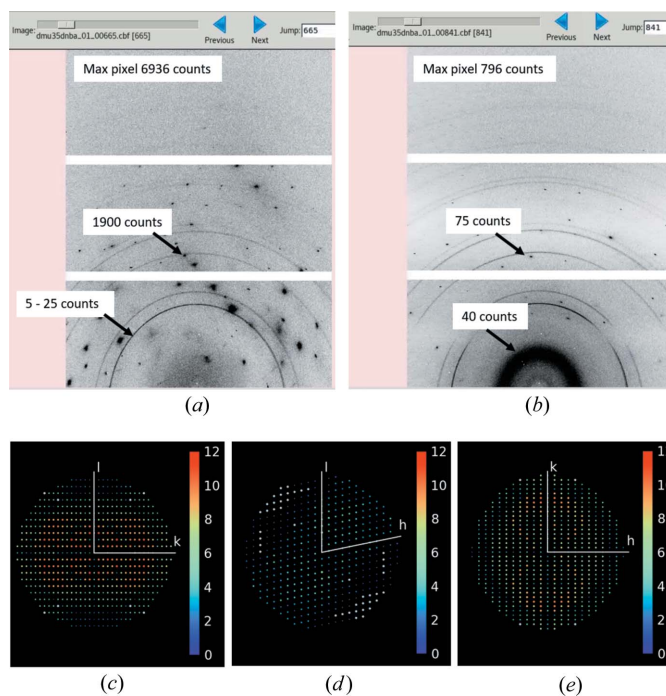 Image: dmu35dnba_01_00665.cbf [665] Previous Next Jump: 665
Max pixel 6936 counts
1900 counts
5 - 25 counts
(a)
Image: dmu35dnba_01_00841.cbf [841] Previous Next Jump: 841
Max pixel 796 counts
75 counts
40 counts
(b)
l
k
12
10
8
6
4
2
0
(c)
l
h
12
10
8
6
4
2
0
(d)
k
h
1
10
8
6
4
2
0
(e)